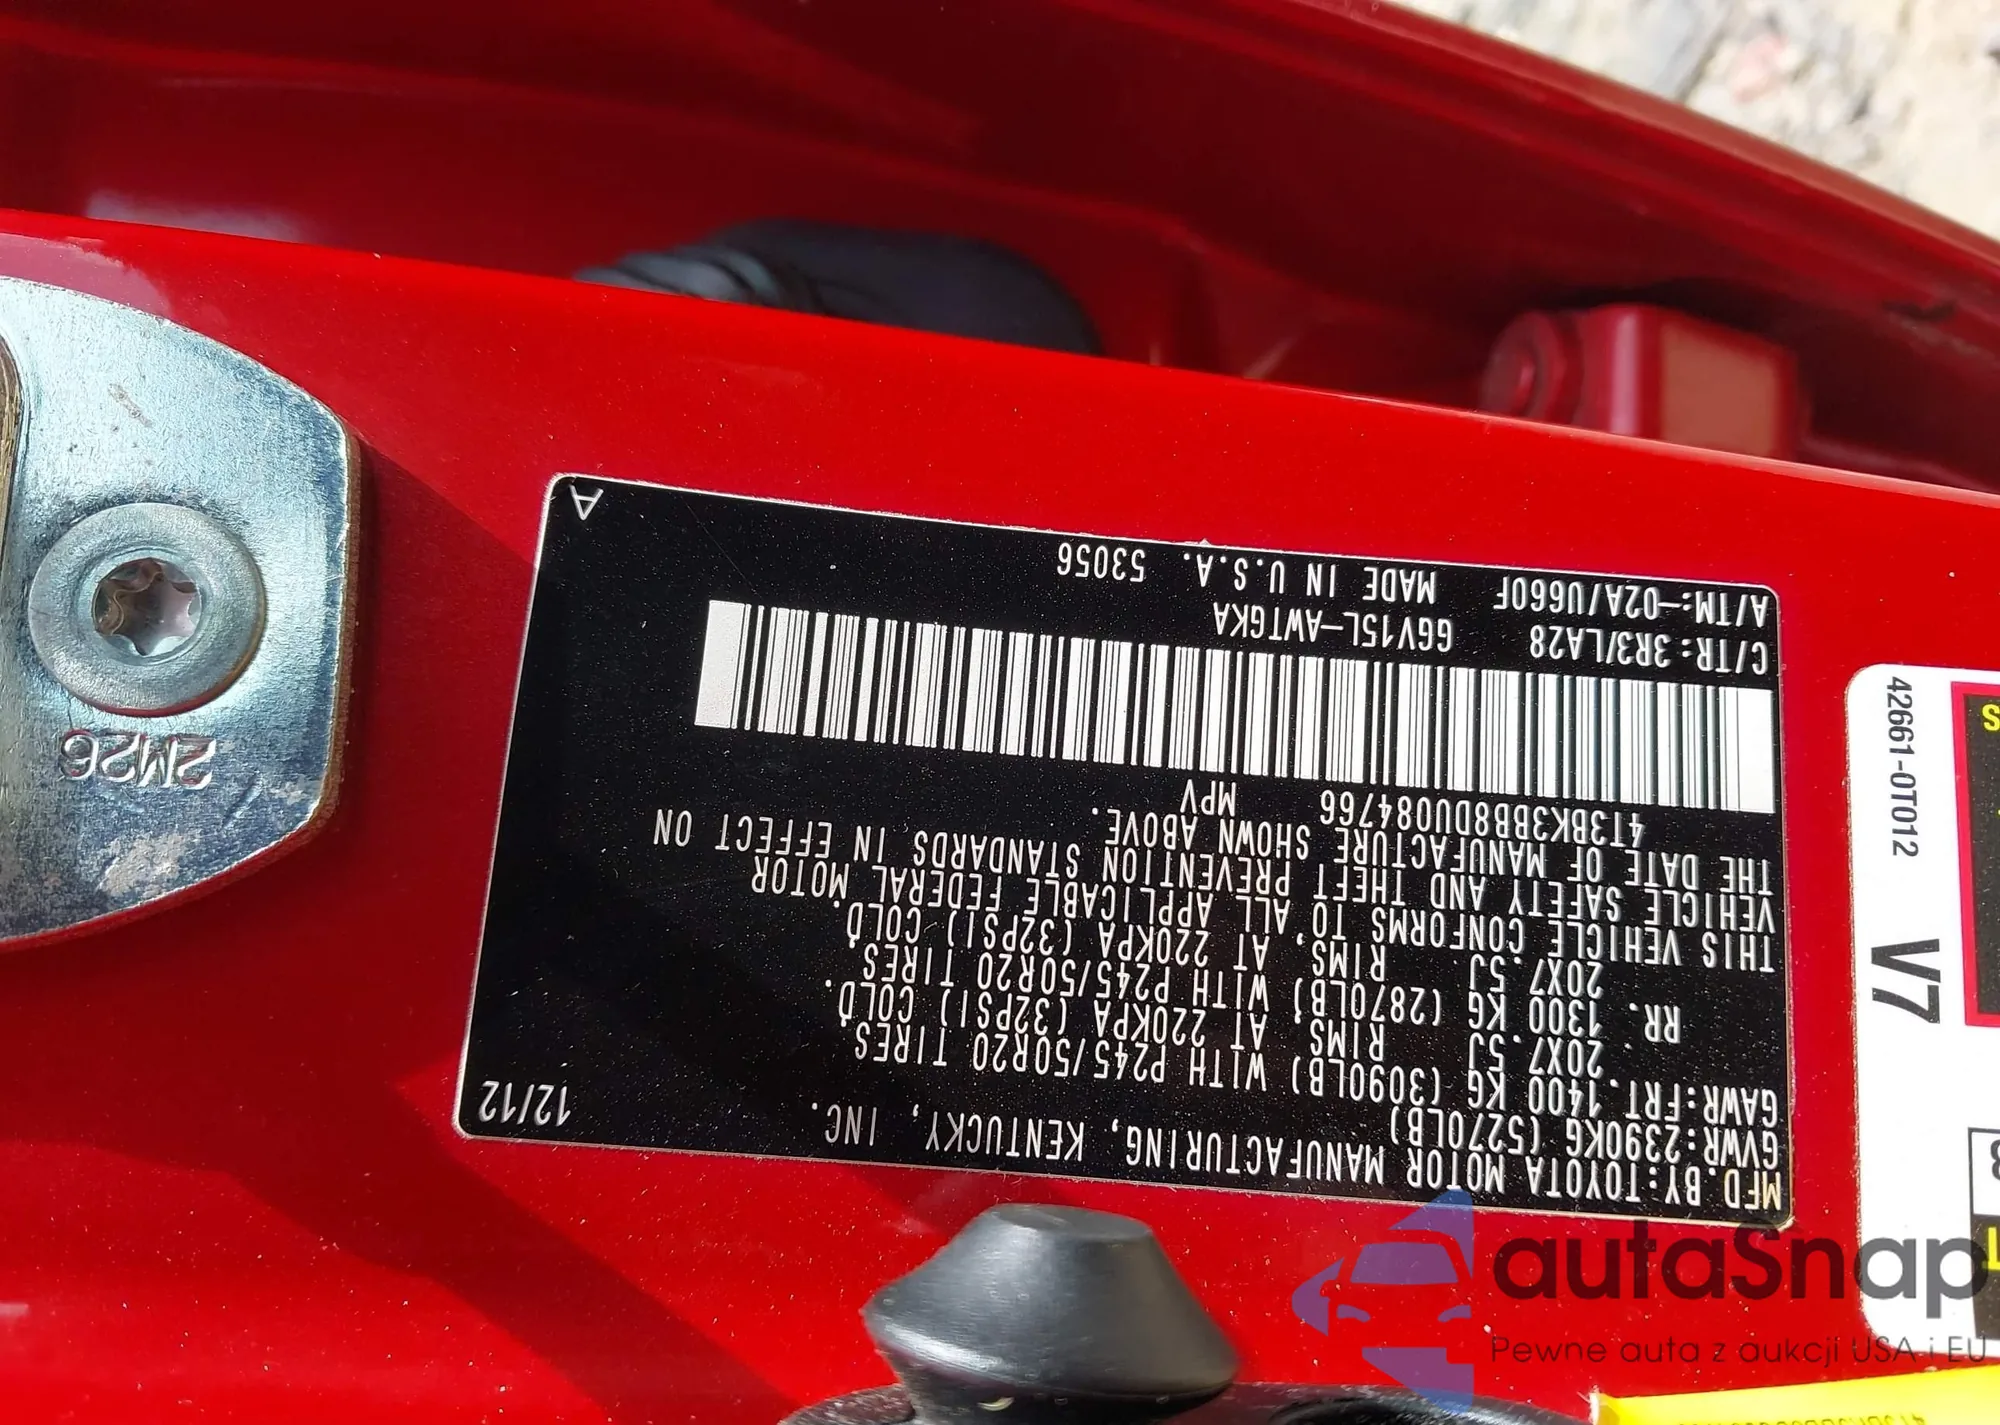 MFD. BY:TOYOTA MOTOR MANUFACTURING, KENTUCKY, INC.
12/12
GVWR:2390KG (5270LB)
GAWR:FRT.1400 KG (3090LB) WITH P245/50R20 TIRES
20X7.5J RIMS, AT 220KPA (32PSI) COLD.
RR. 1300 KG (2870LB) WITH P245/50R20 TIRES
20X7.5J RIMS, AT 220KPA (32PSI) COLD.
THIS VEHICLE CONFORMS TO ALL APPLICABLE FEDERAL MOTOR
VEHICLE SAFETY AND THEFT PREVENTION STANDARDS IN EFFECT ON
THE DATE OF MANUFACTURE SHOWN ABOVE.
4T3BK3BB8DU084766 MPV
C/TR:3R3/LA28 GGV15L-AWTGKA
A/TM:-02A/U660F MADE IN U.S.A. 53056
A
2M26
42661-0T012
V7
autaSnap
Pewne auta z aukcji USA i EU